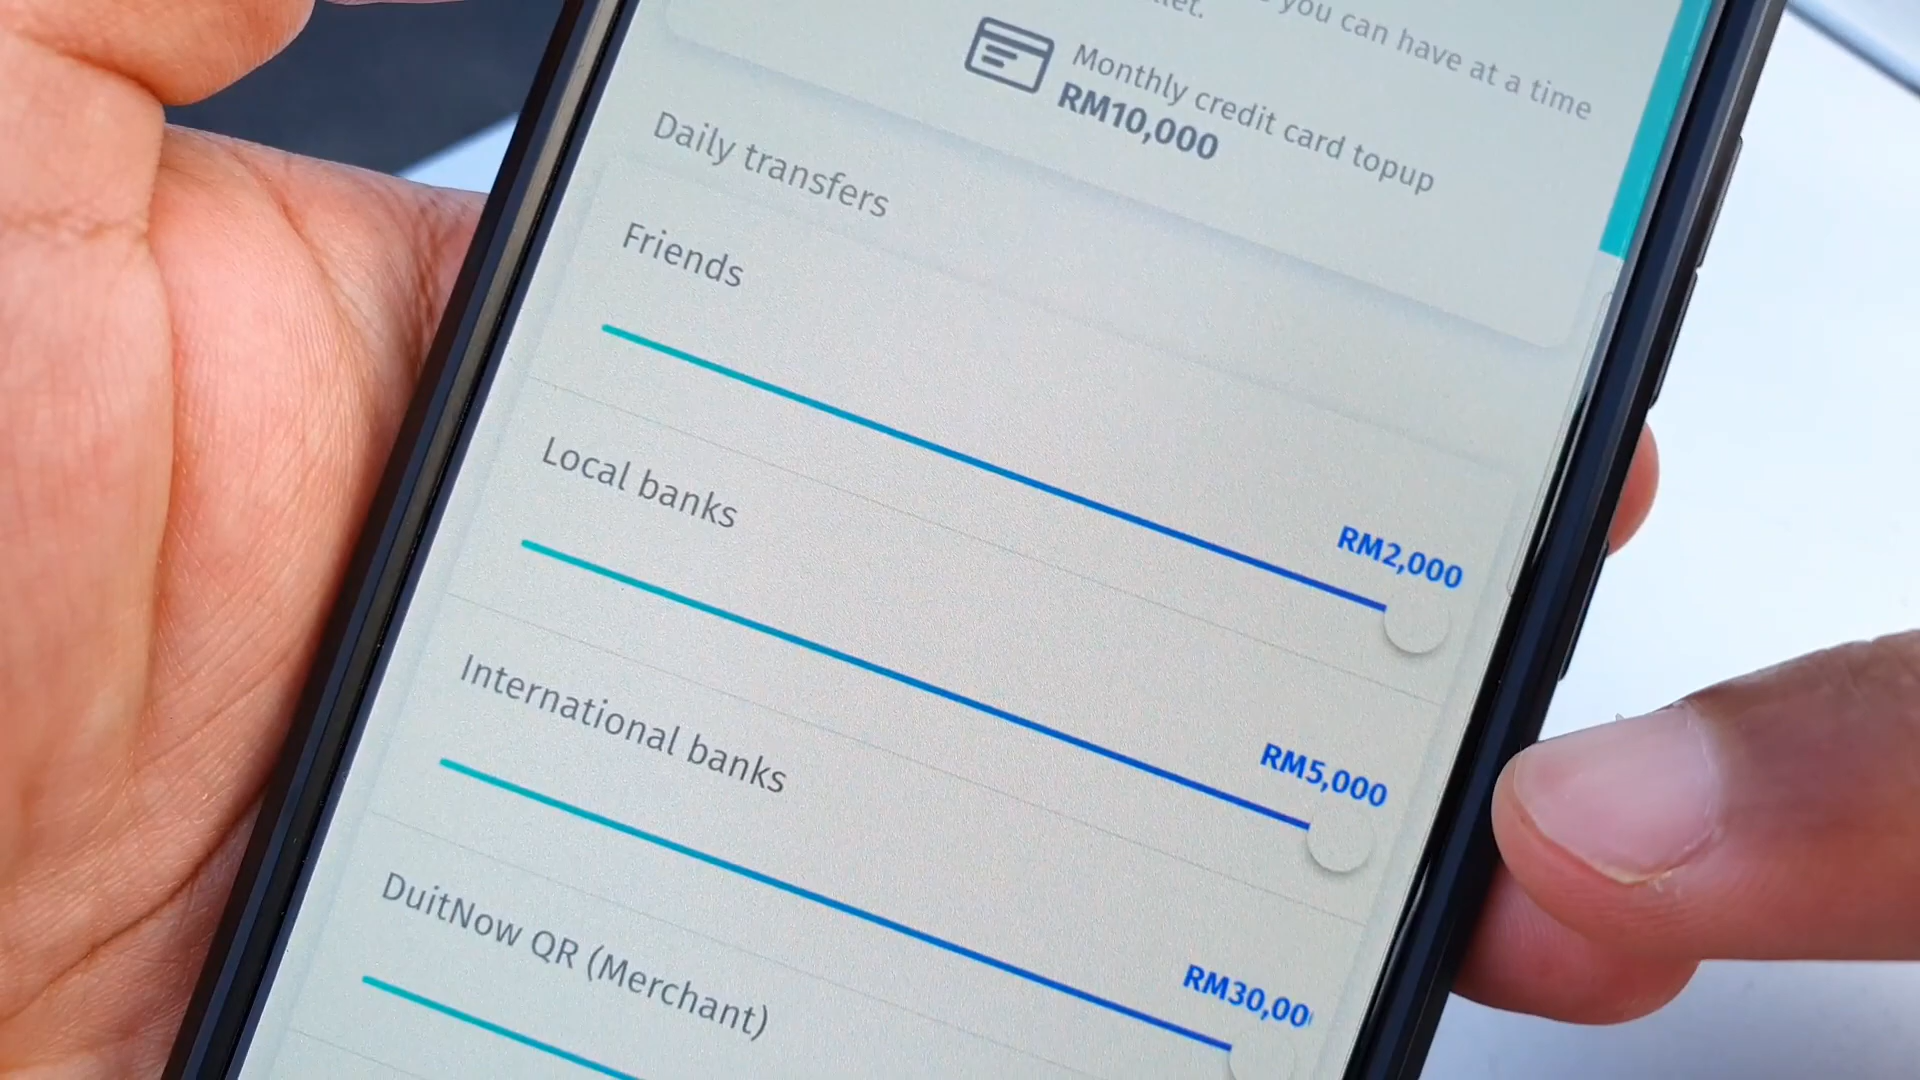 you can have at a time
Monthly credit card topup
RM10,000
Daily transfers
Friends
RM2,000
Local banks
RM5,000
International banks
RM30,00
DuitNow QR (Merchant)